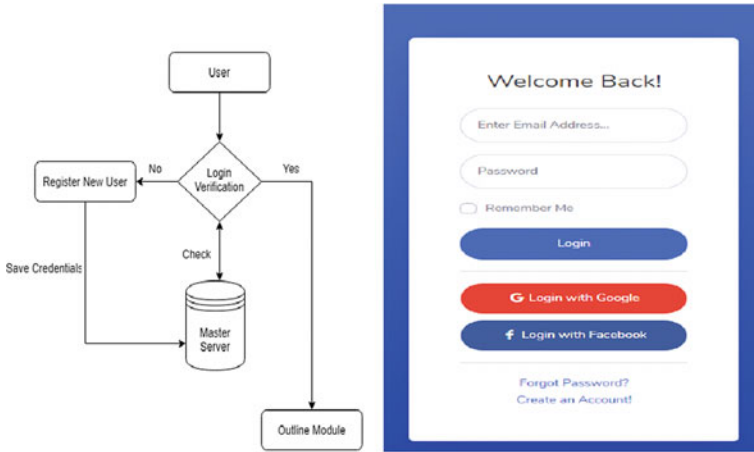 User
No
Login
Verification
Yes
Register New User
Check
Save Credentials
Master
Server
Outline Module
Welcome Back!
Enter Email Address...
Password
Remember Me
Login
G Login with Google
f Login with Facebook
Forgot Password?
Create an Account!